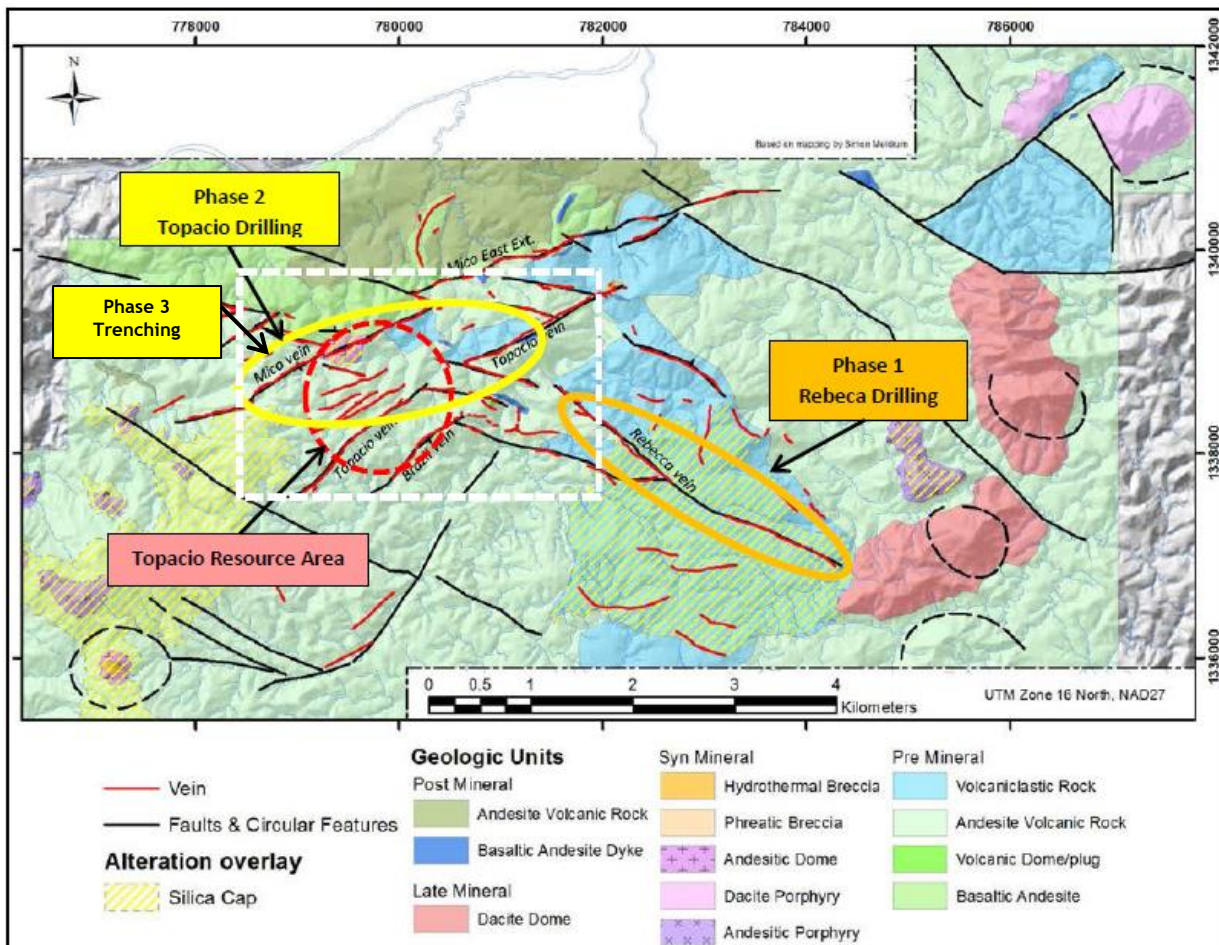 778000
780000
782000
784000
786000
1342000
N
Based on mapping by Simon Meldrum
Phase 2
Topacio Drilling
Mico East Ext.
1340000
Phase 3
Trenching
Mico vein
Topacio vein
Phase 1
Rebeca Drilling
Topacio vein
Brazil vein
Rebecca vein
1338000
Topacio Resource Area
1336000
0 0.5 1 2 3 4
Kilometers
UTM Zone 16 North, NAD27
Vein
Faults & Circular Features
Alteration overlay
Silica Cap
Geologic Units
Post Mineral
Andesite Volcanic Rock
Basaltic Andesite Dyke
Late Mineral
Dacite Dome
Syn Mineral
Hydrothermal Breccia
Phreatic Breccia
Andesitic Dome
Dacite Porphyry
Andesitic Porphyry
Pre Mineral
Volcaniclastic Rock
Andesite Volcanic Rock
Volcanic Dome/plug
Basaltic Andesite